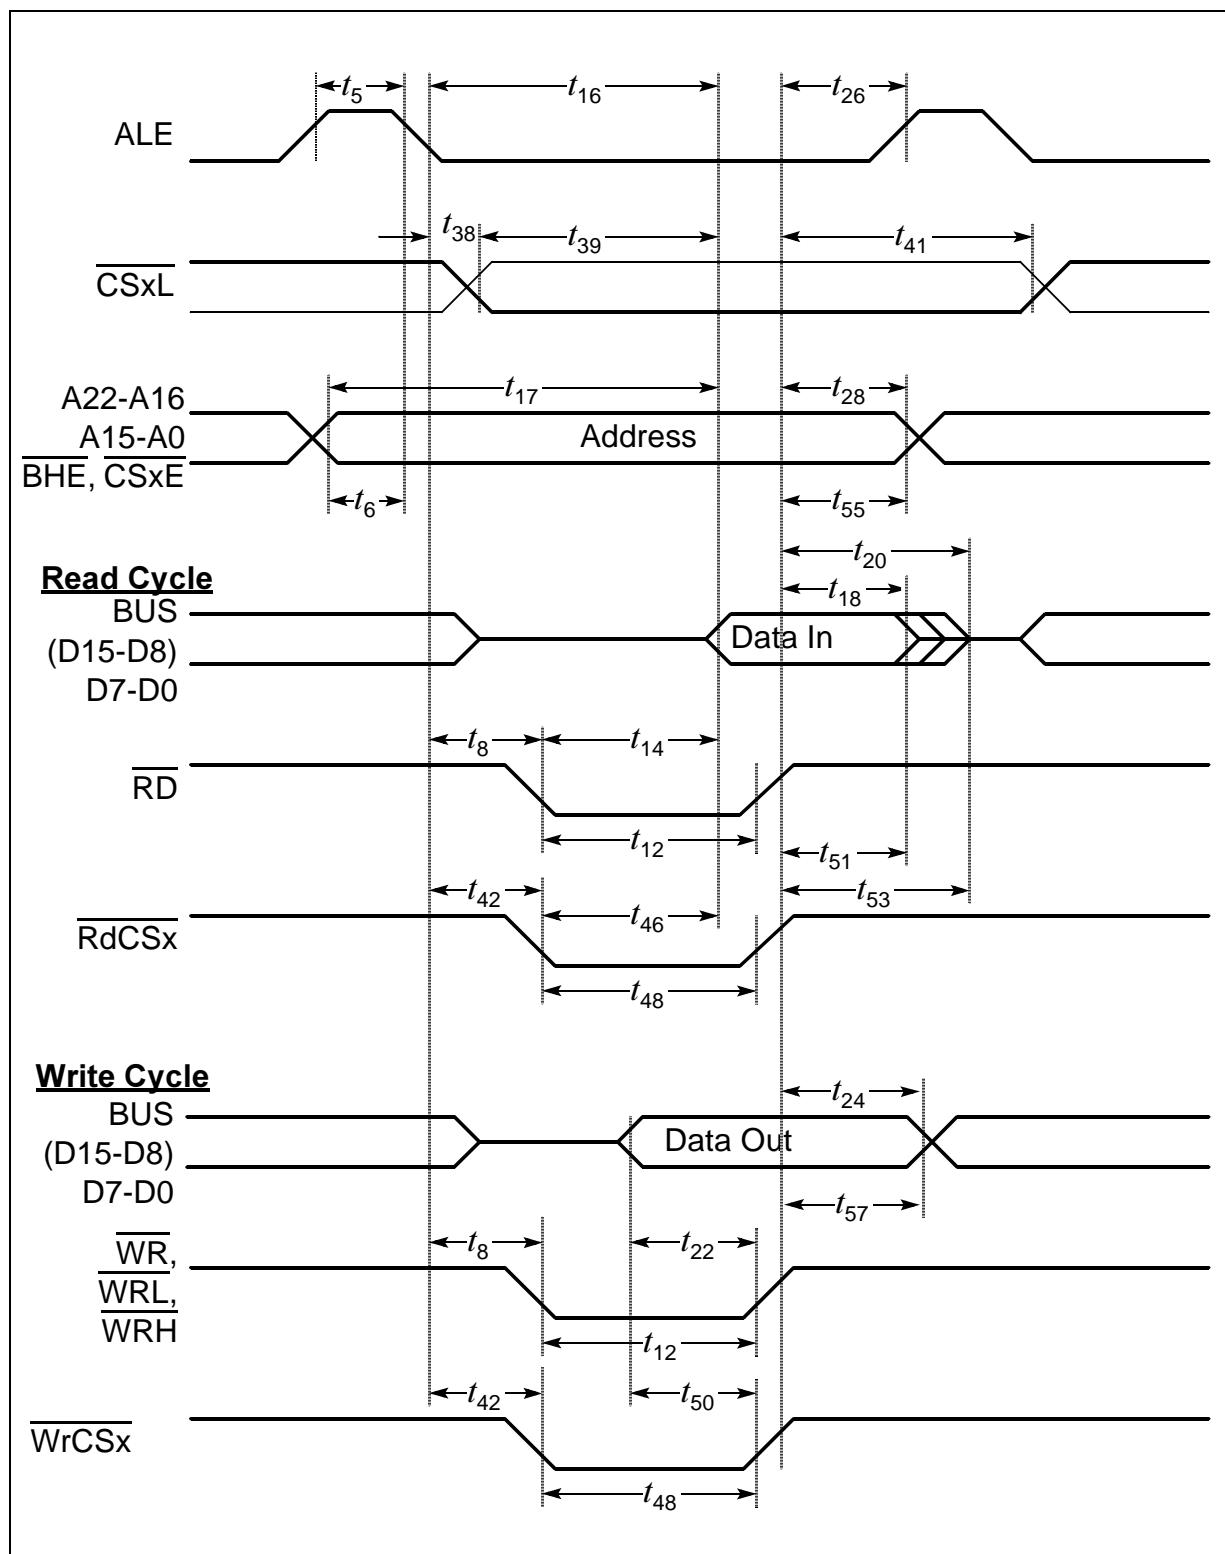 t5
t16
t26
ALE
t38
t39
t41
CSxL
A22-A16
t17
t28
A15-A0
Address
BHE, CSxE
t6
t55
t20
Read Cycle
t18
BUS
(D15-D8)
Data In
D7-D0
t8
t14
RD
t12
t51
t42
t53
t46
RdCSx
t48
Write Cycle
t24
BUS
(D15-D8)
Data Out
D7-D0
t57
WR,
t8
t22
WRL,
WRH
t12
t42
t50
WrCSx
t48